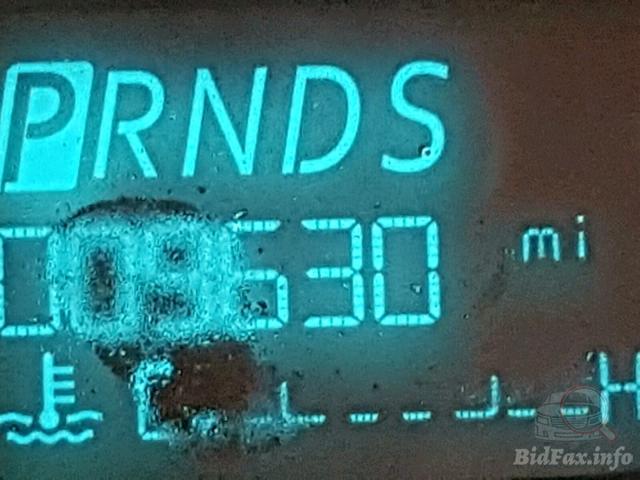 PRNDS
630 mi
H
BidFax.info